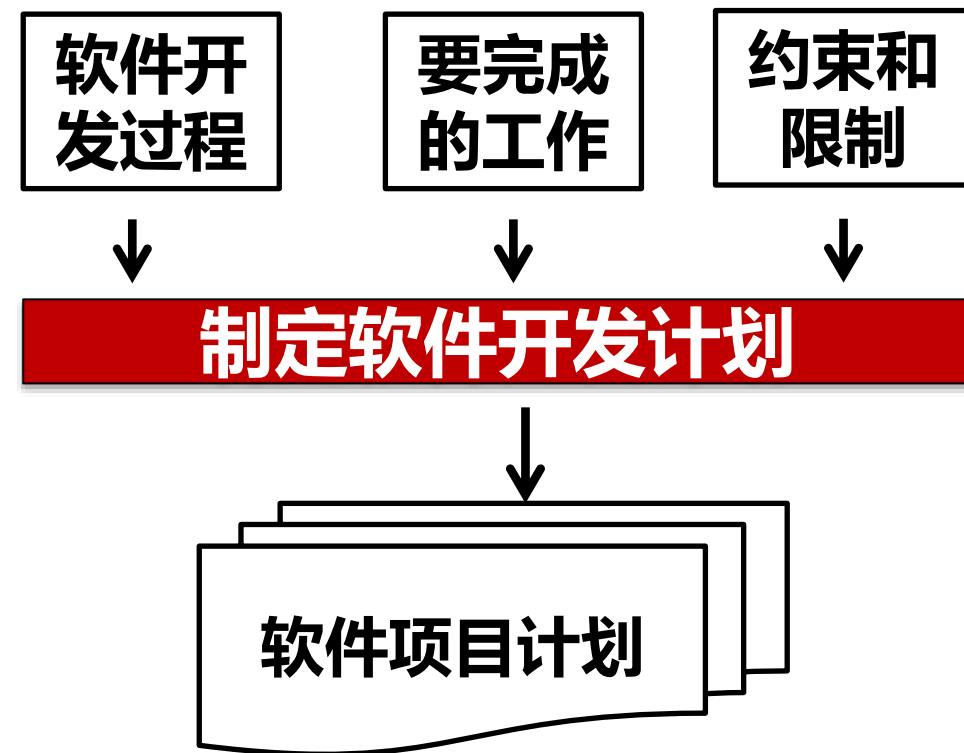 软件开
发过程
要完成
的工作
约束和
限制
制定软件开发计划
软件项目计划